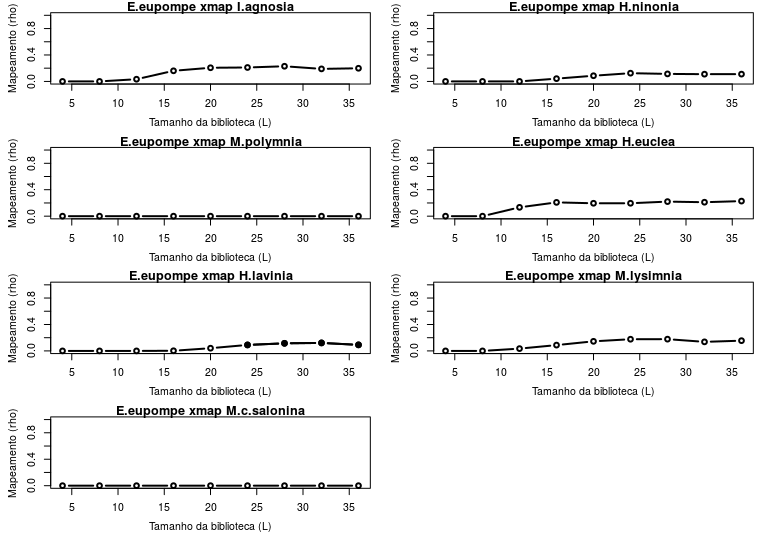 E.eupompe xmap I.agnosia
Mapeamento (rho)
0.0 0.4 0.8
5 10 15 20 25 30 35
Tamanho da biblioteca (L)
E.eupompe xmap H.ninonia
Mapeamento (rho)
0.0 0.4 0.8
5 10 15 20 25 30 35
Tamanho da biblioteca (L)
E.eupompe xmap M.polymnia
Mapeamento (rho)
0.0 0.4 0.8
5 10 15 20 25 30 35
Tamanho da biblioteca (L)
E.eupompe xmap H.euclea
Mapeamento (rho)
0.0 0.4 0.8
5 10 15 20 25 30 35
Tamanho da biblioteca (L)
E.eupompe xmap H.lavinia
Mapeamento (rho)
0.0 0.4 0.8
5 10 15 20 25 30 35
Tamanho da biblioteca (L)
E.eupompe xmap M.lysimnia
Mapeamento (rho)
0.0 0.4 0.8
5 10 15 20 25 30 35
Tamanho da biblioteca (L)
E.eupompe xmap M.c.salonina
Mapeamento (rho)
0.0 0.4 0.8
5 10 15 20 25 30 35
Tamanho da biblioteca (L)